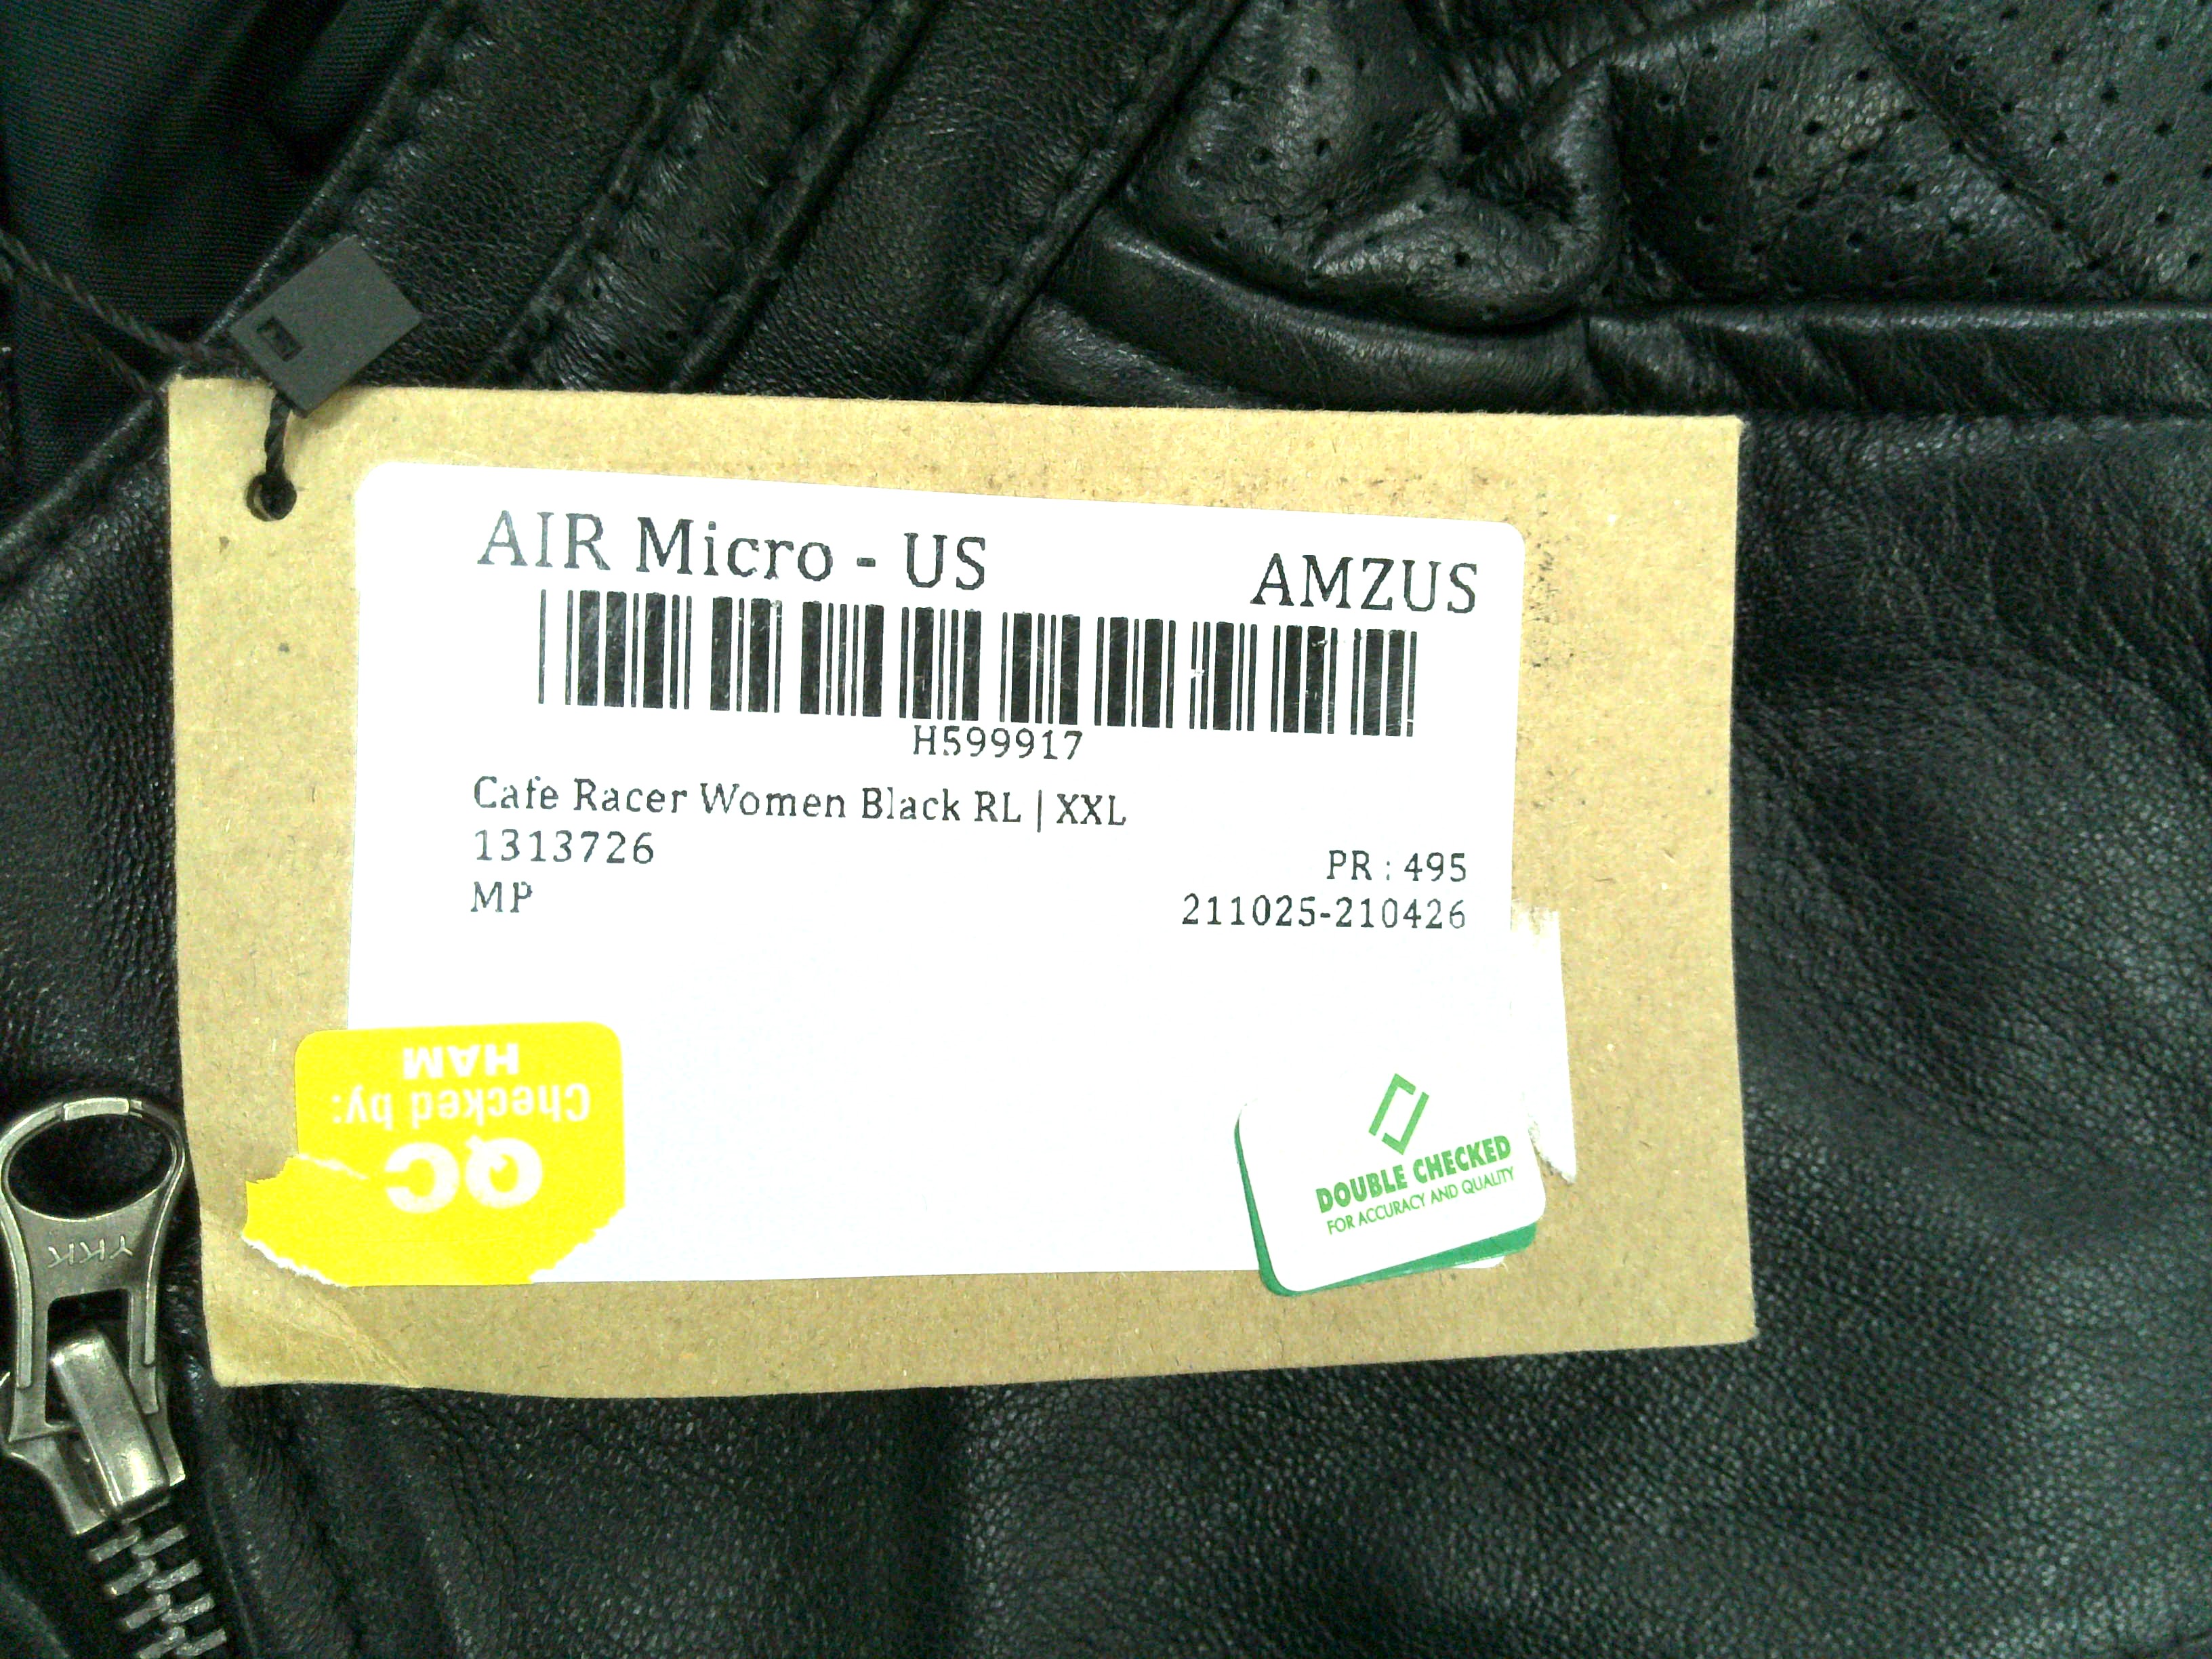 AIR Micro - US AMZUS
H599917
Cafe Racer Women Black RL | XXL
1313726
PR : 495
MP
211025-210426
QC
Checked by:
HAM
DOUBLE CHECKED
FOR ACCURACY AND QUALITY
YKK